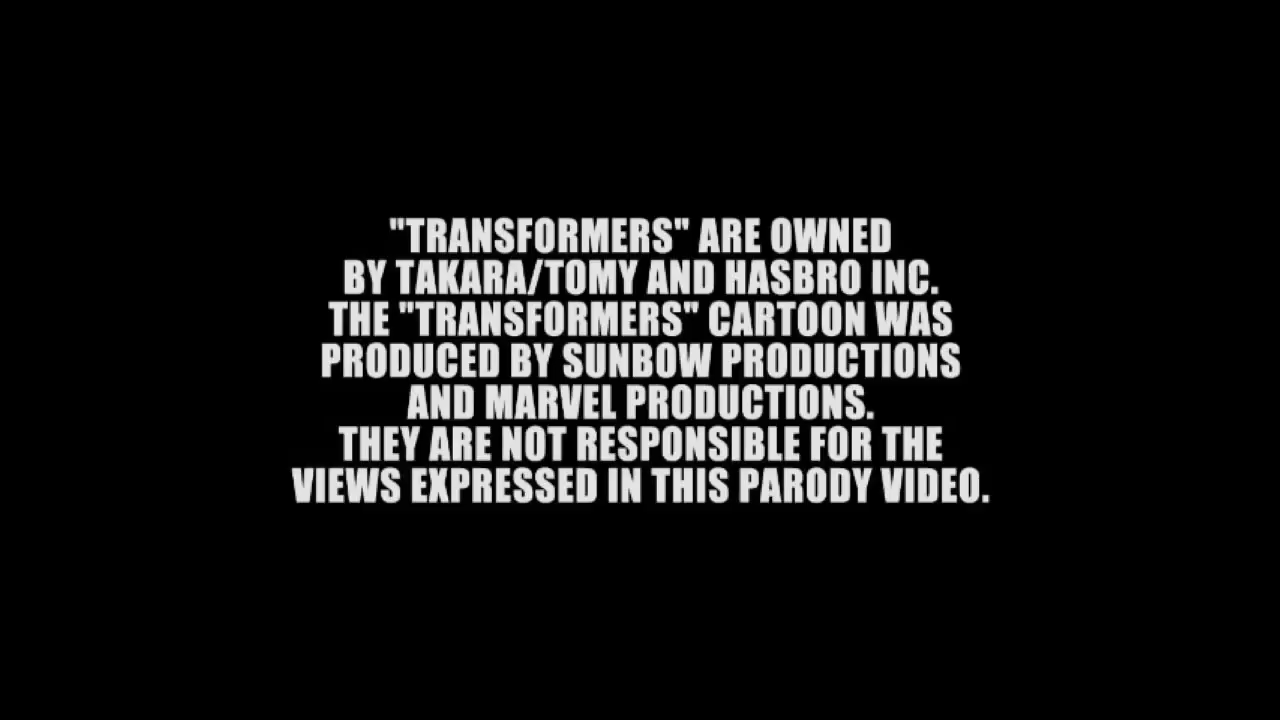 "TRANSFORMERS" ARE OWNED
BY TAKARA/TOMY AND HASBRO INC.
THE "TRANSFORMERS" CARTOON WAS
PRODUCED BY SUNBOW PRODUCTIONS
AND MARVEL PRODUCTIONS.
THEY ARE NOT RESPONSIBLE FOR THE
VIEWS EXPRESSED IN THIS PARODY VIDEO.